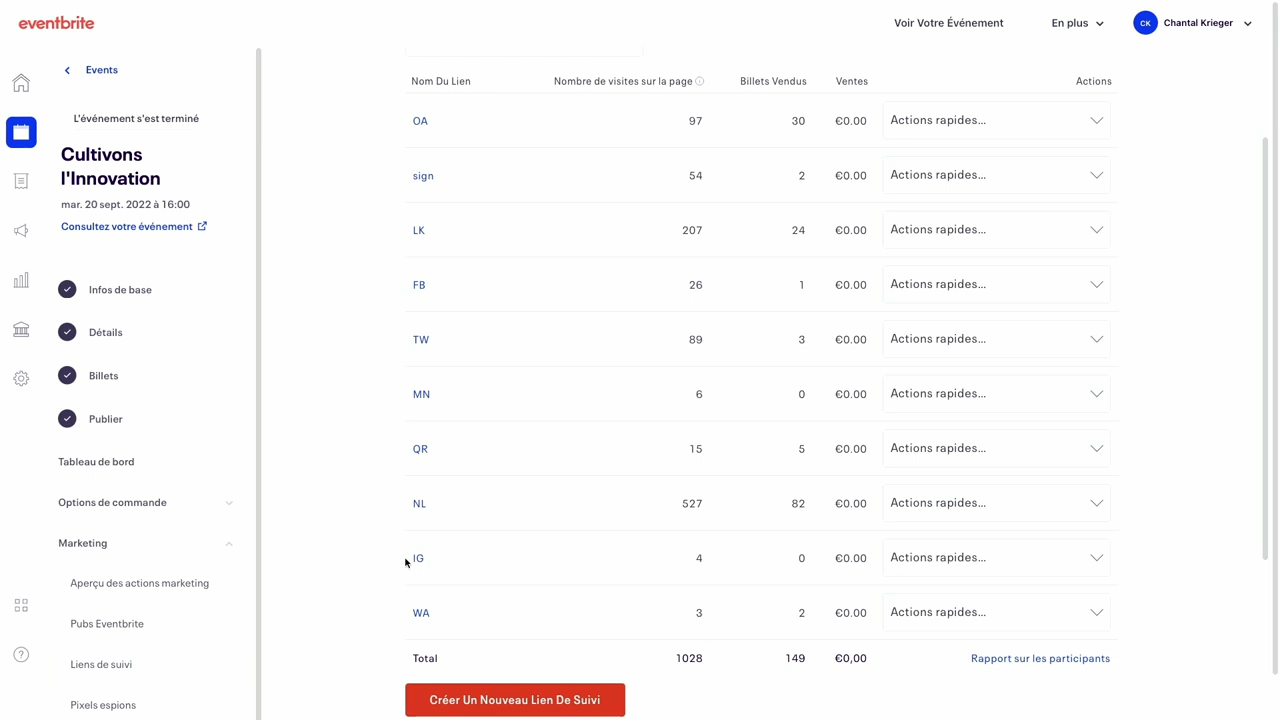 eventbrite
Voir Votre Événement
En plus
CK
Chantal Krieger
Events
L'événement s'est terminé
Cultivons
l'Innovation
mar. 20 sept. 2022 à 16:00
Consultez votre événement
Infos de base
Détails
Billets
Publier
Tableau de bord
Options de commande
Marketing
Aperçu des actions marketing
Pubs Eventbrite
Liens de suivi
Pixels espions
Nom Du Lien Nombre de visites sur la page Billets Vendus Ventes Actions
OA 97 30 €0.00 Actions rapides...
sign 54 2 €0.00 Actions rapides...
LK 207 24 €0.00 Actions rapides...
FB 26 1 €0.00 Actions rapides...
TW 89 3 €0.00 Actions rapides...
MN 6 0 €0.00 Actions rapides...
QR 15 5 €0.00 Actions rapides...
NL 527 82 €0.00 Actions rapides...
IG 4 0 €0.00 Actions rapides...
WA 3 2 €0.00 Actions rapides...
Total 1028 149 €0,00 Rapport sur les participants
Créer Un Nouveau Lien De Suivi